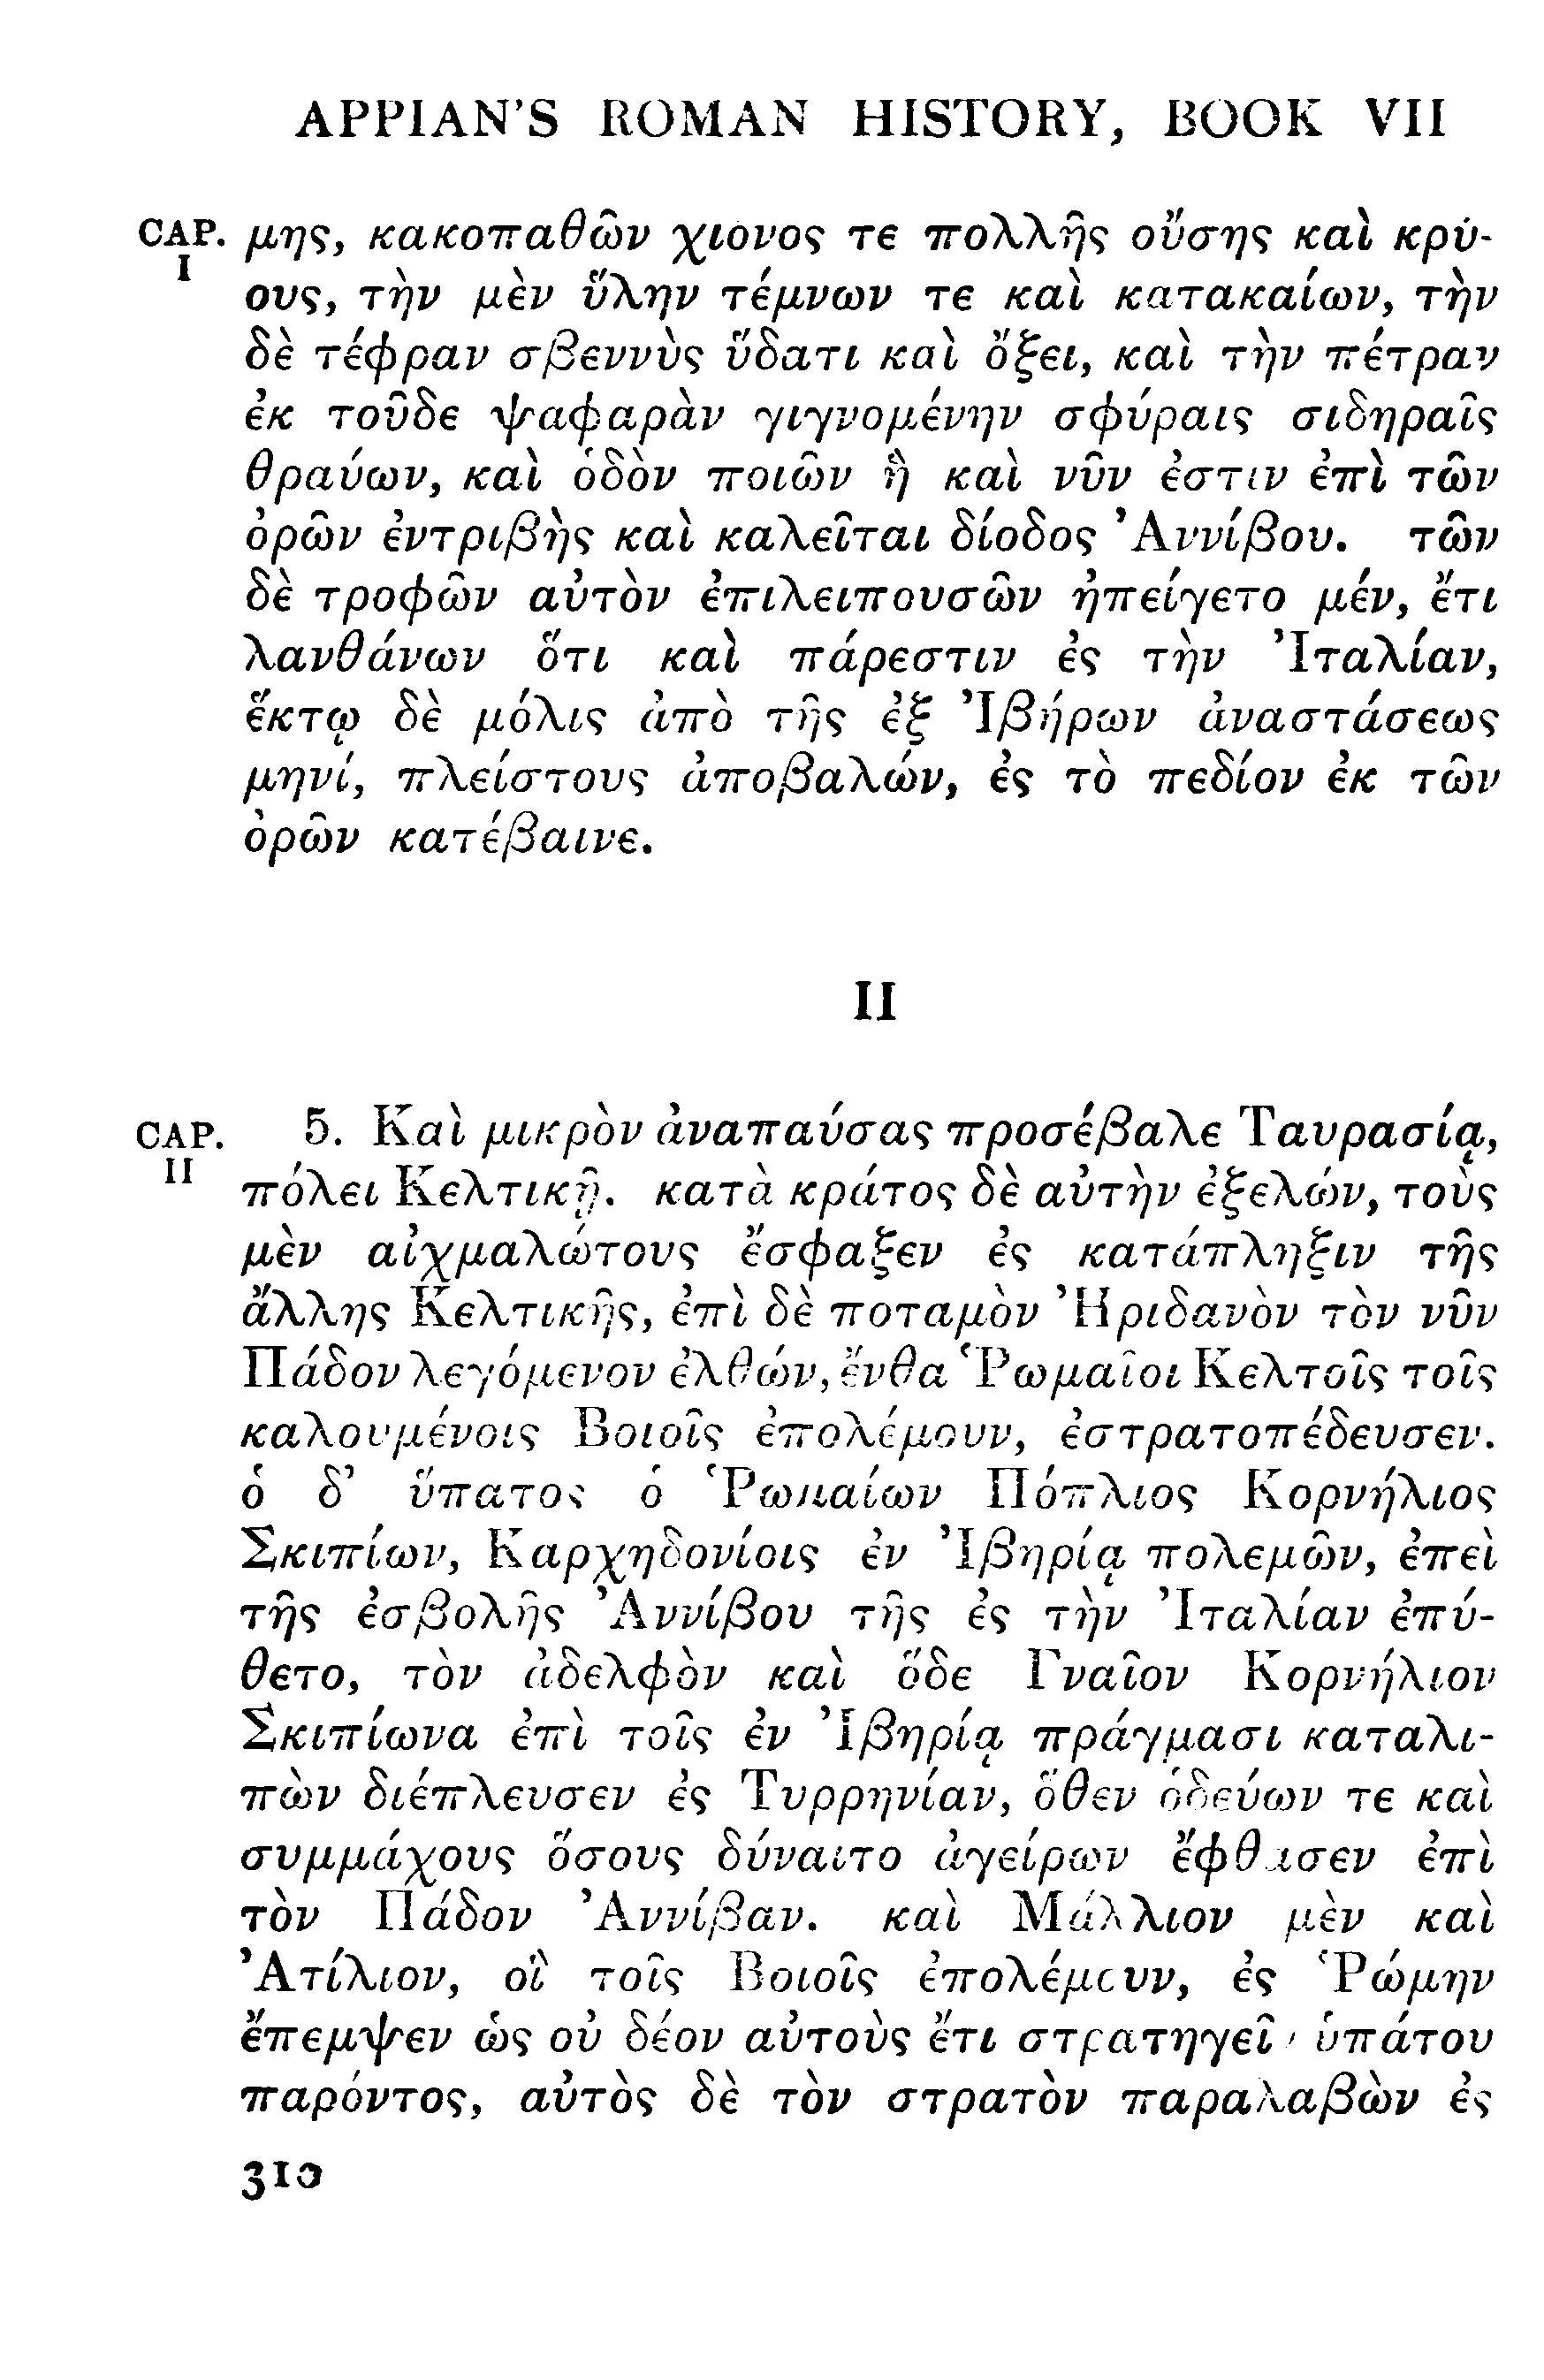 APPIAN'S ROMAN HISTORY, BOOK VII
CAP. I μης, κακοπαθῶν χιόνος τε πολλῆς οὔσης καὶ κρύ-
ους, τὴν μὲν ὕλην τέμνων τε καὶ κατακαίων, τὴν
δὲ τέφραν σβεννὺς ὕδατι καὶ ὄξει, καὶ τὴν πέτραν
ἐκ τοῦδε ψαφαρὰν γιγνομένην σφύραις σιδηραῖς
θραύων, καὶ ὁδὸν ποιῶν ἣ καὶ νῦν ἐστιν ἐπὶ τῶν
ὀρῶν ἐντριβὴς καὶ καλεῖται δίοδος Ἀννίβου. τῶν
δὲ τροφῶν αὐτὸν ἐπιλειπουσῶν ἠπείγετο μέν, ἔτι
λανθάνων ὅτι καὶ πάρεστιν ἐς τὴν Ἰταλίαν,
ἕκτῳ δὲ μόλις ἀπὸ τῆς ἐξ Ἰβήρων ἀναστάσεως
μηνί, πλείστους ἀποβαλών, ἐς τὸ πεδίον ἐκ τῶν
ὀρῶν κατέβαινε.
II
CAP. II 5. Καὶ μικρὸν ἀναπαύσας προσέβαλε Ταυρασίᾳ,
πόλει Κελτικῇ. κατὰ κράτος δὲ αὐτὴν ἐξελών, τοὺς
μὲν αἰχμαλώτους ἔσφαξεν ἐς κατάπληξιν τῆς
ἄλλης Κελτικῆς, ἐπὶ δὲ ποταμὸν Ἠριδανὸν τὸν νῦν
Πάδον λεγόμενον ἐλθών, ἔνθα Ῥωμαῖοι Κελτοῖς τοῖς
καλουμένοις Βοιοῖς ἐπολέμουν, ἐστρατοπέδευσεν.
ὁ δ' ὕπατος ὁ Ῥωμαίων Πόπλιος Κορνήλιος
Σκιπίων, Καρχηδονίοις ἐν Ἰβηρίᾳ πολεμῶν, ἐπεὶ
τῆς ἐσβολῆς Ἀννίβου τῆς ἐς τὴν Ἰταλίαν ἐπύ-
θετο, τὸν ἀδελφὸν καὶ ὅδε Γναῖον Κορνήλιον
Σκιπίωνα ἐπὶ τοῖς ἐν Ἰβηρίᾳ πράγμασι καταλι-
πὼν διέπλευσεν ἐς Τυρρηνίαν, ὅθεν ὁδεύων τε καὶ
συμμάχους ὅσους δύναιτο ἀγείρων ἔφθασεν ἐπὶ
τὸν Πάδον Ἀννίβαν. καὶ Μάλλιον μὲν καὶ
Ἀτίλιον, οἳ τοῖς Βοιοῖς ἐπολέμουν, ἐς Ῥώμην
ἔπεμψεν ὡς οὐ δέον αὐτοὺς ἔτι στρατηγεῖν ὑπάτου
παρόντος, αὐτὸς δὲ τὸν στρατὸν παραλαβὼν ἐς
310